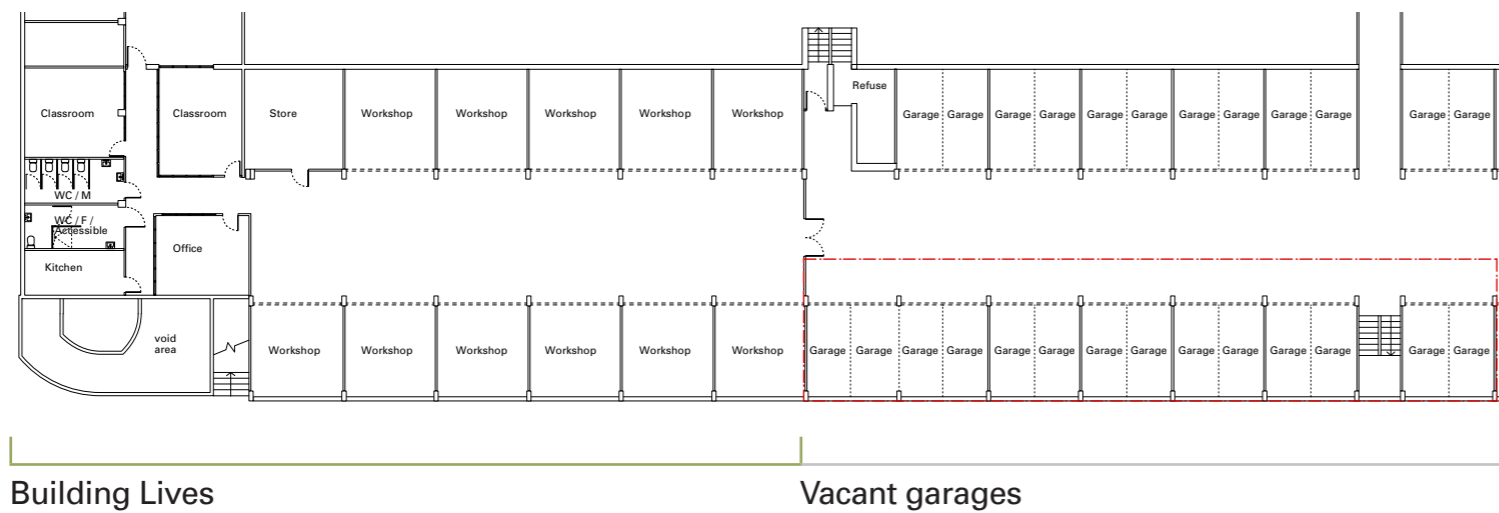 Classroom
Classroom
Store
Workshop
Workshop
Workshop
Workshop
Workshop
Refuse
Garage
Garage
Garage
Garage
Garage
Garage
Garage
Garage
Garage
Garage
Garage
Garage
WC / M
WC / F /
Accessible
Office
Kitchen
void
area
Workshop
Workshop
Workshop
Workshop
Workshop
Workshop
Garage
Garage
Garage
Garage
Garage
Garage
Garage
Garage
Garage
Garage
Garage
Garage
Garage
Garage
Building Lives
Vacant garages